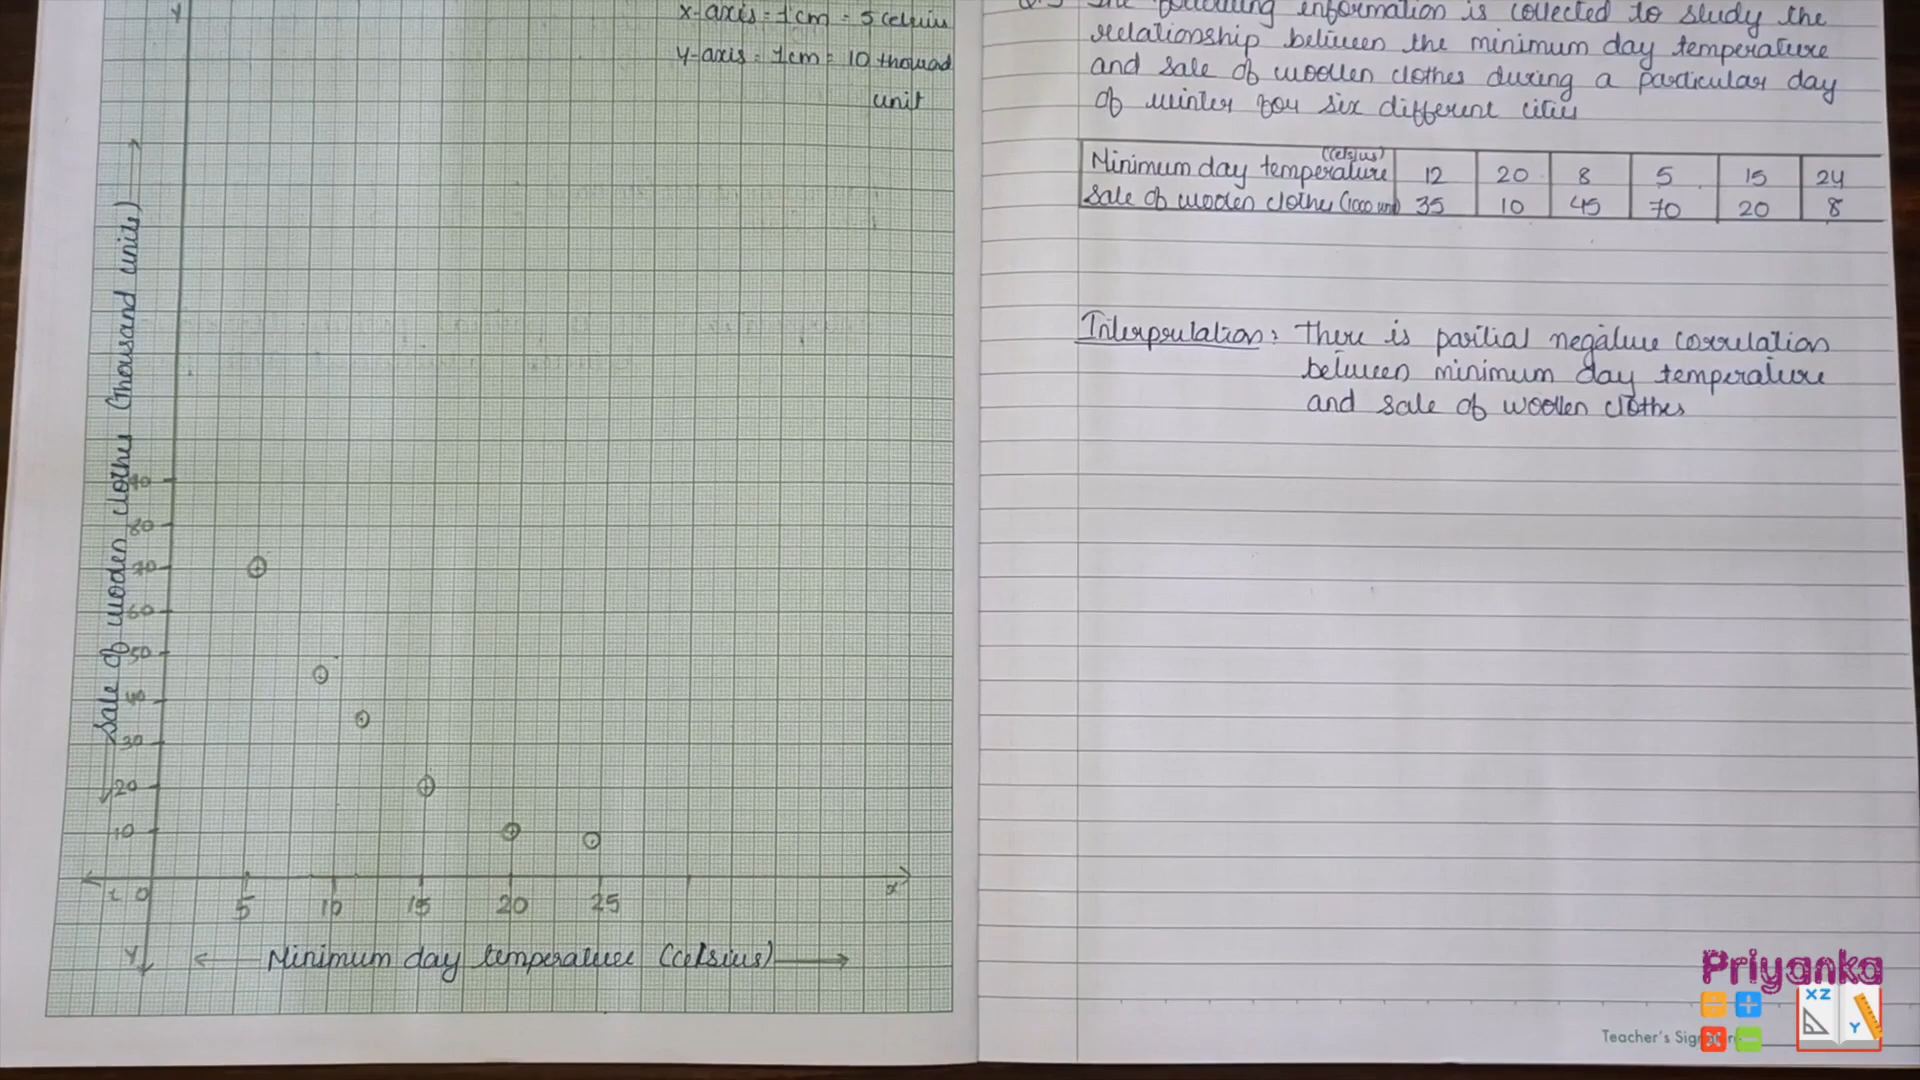 Y
X-axis = 1cm = 5 celsius
Y-axis = 1cm = 10 thousand
unit
Sale of woolen clothe (Thousand units)
80
70
60
50
40
30
20
10
0
5 10 15 20 25
x
Y
Minimum day temperature (celsius)
following information is collected to study the
relationship between the minimum day temperature
and sale of woollen clothes during a particular day
of winter for six different cities
(celsius)
Minimum day temperature 12 20 8 5 15 24
Sale of woolen clothe (1000 unit) 35 10 45 70 20 8
Interpretation: There is partial negative correlation
between minimum day temperature
and sale of woollen clothes
Priyanka
XZ
Y
Teacher's